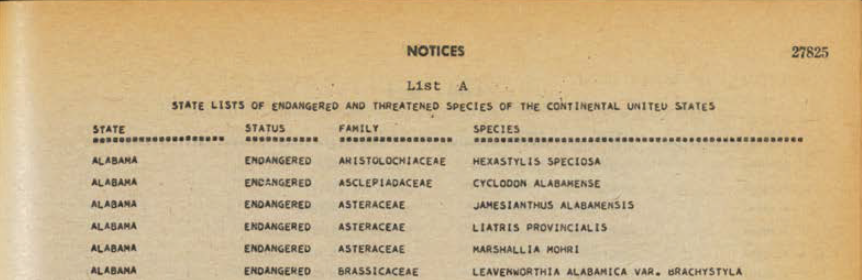 NOTICES 27825
List A
STATE LISTS OF ENDANGERED AND THREATENED SPECIES OF THE CONTINENTAL UNITED STATES
STATE STATUS FAMILY SPECIES
ALABAMA ENDANGERED ARISTOLOCHIACEAE HEXASTYLIS SPECIOSA
ALABAMA ENDANGERED ASCLEPIADACEAE CYCLODON ALABAMENSE
ALABAMA ENDANGERED ASTERACEAE JAMESIANTHUS ALABAMENSIS
ALABAMA ENDANGERED ASTERACEAE LIATRIS PROVINCIALIS
ALABAMA ENDANGERED ASTERACEAE MARSHALLIA MOHRI
ALABAMA ENDANGERED BRASSICACEAE LEAVENWORTHIA ALABAMICA VAR. BRACHYSTYLA